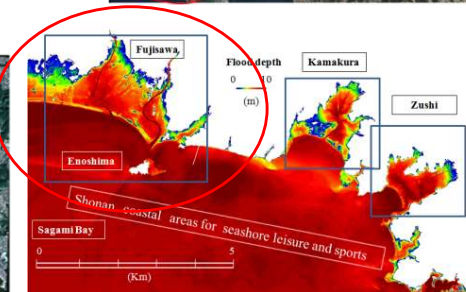 Fujisawa
Flood depth
0 10
(m)
Kamakura
Zushi
Enoshima
Shonan coastal areas for seashore leisure and sports
Sagami Bay
0 5
(Km)